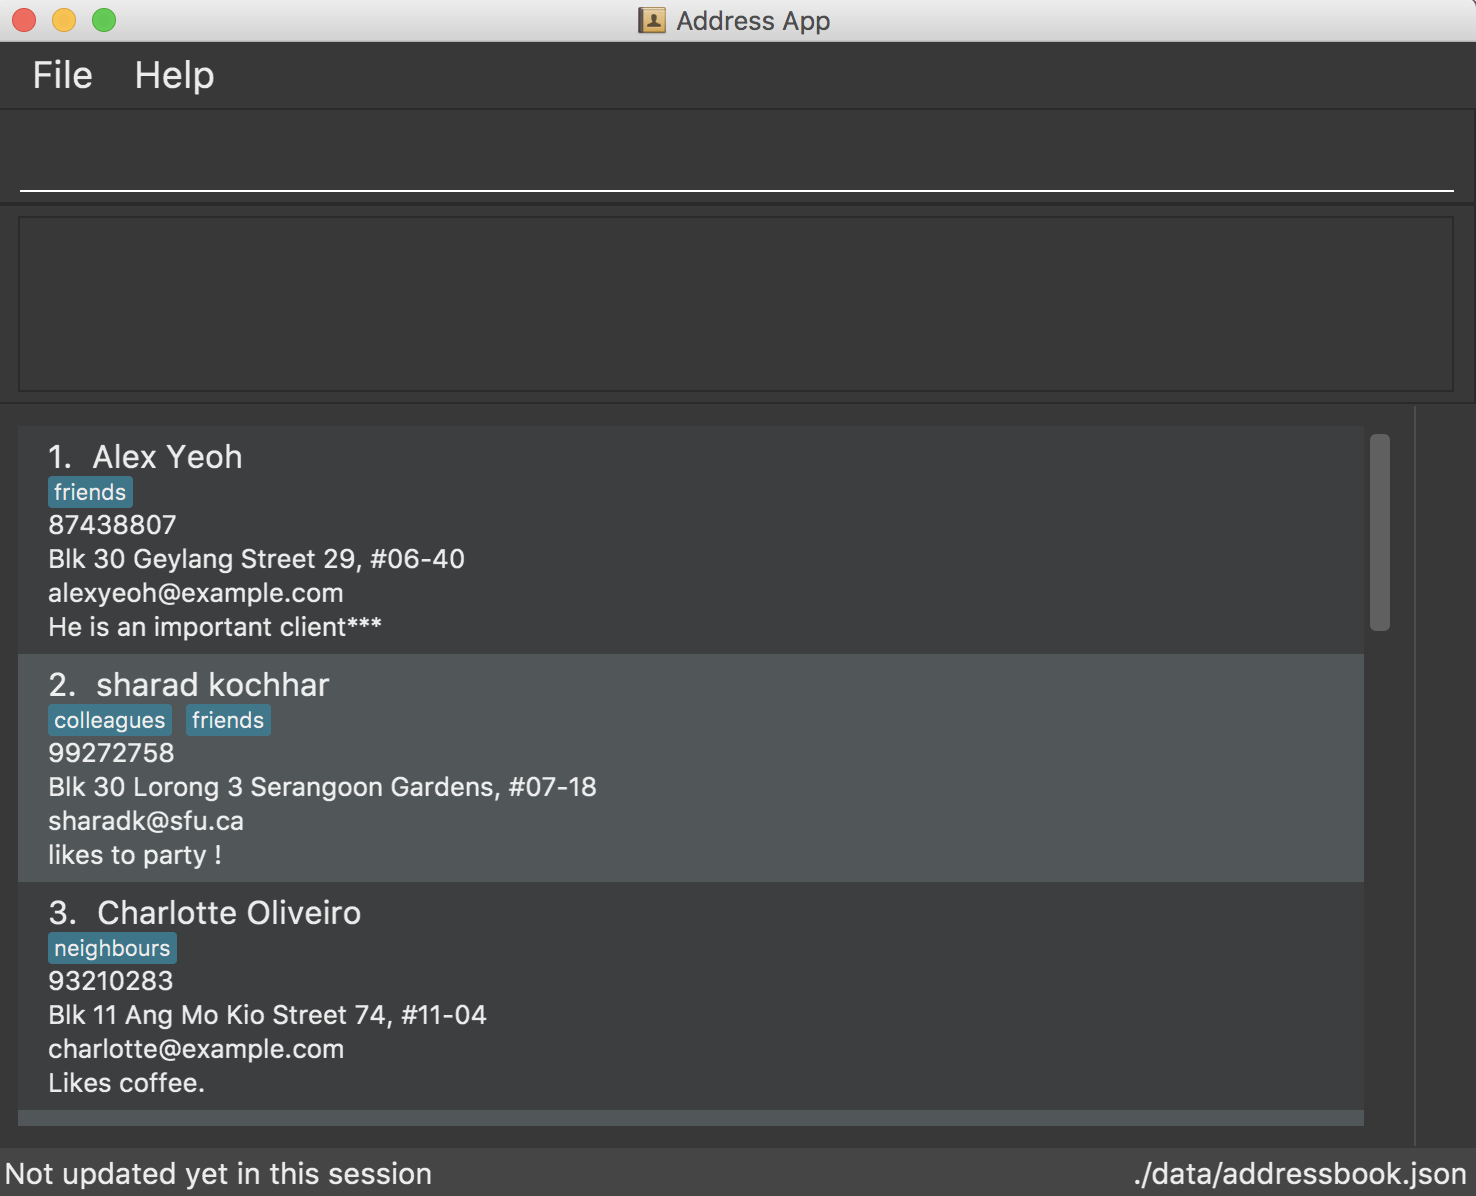 Address App
File Help
1. Alex Yeoh
friends
87438807
Blk 30 Geylang Street 29, #06-40
alexyeoh@example.com
He is an important client***
2. sharad kochhar
colleagues friends
99272758
Blk 30 Lorong 3 Serangoon Gardens, #07-18
sharadk@sfu.ca
likes to party !
3. Charlotte Oliveiro
neighbours
93210283
Blk 11 Ang Mo Kio Street 74, #11-04
charlotte@example.com
Likes coffee.
Not updated yet in this session ./data/addressbook.json